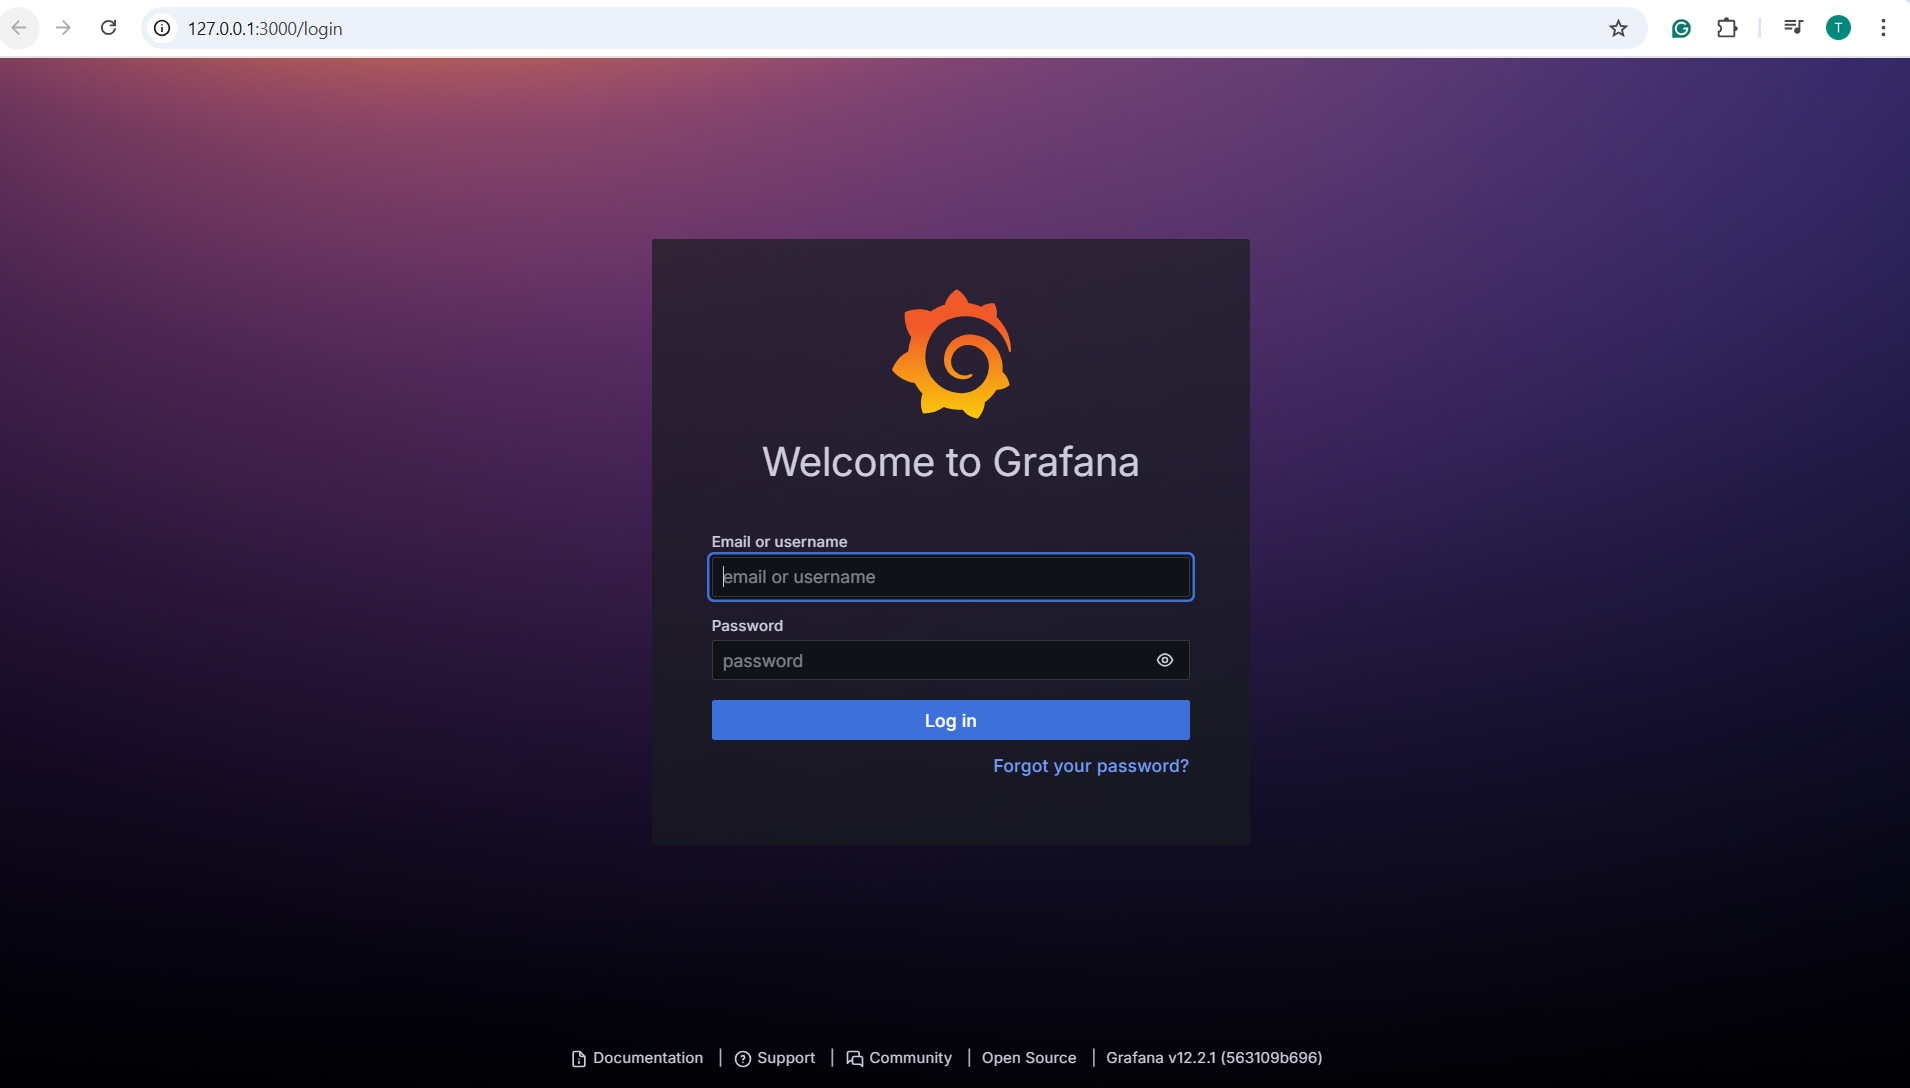 127.0.0.1:3000/login
T
Welcome to Grafana
Email or username
email or username
Password
password
Log in
Forgot your password?
Documentation | Support | Community | Open Source | Grafana v12.2.1 (563109b696)